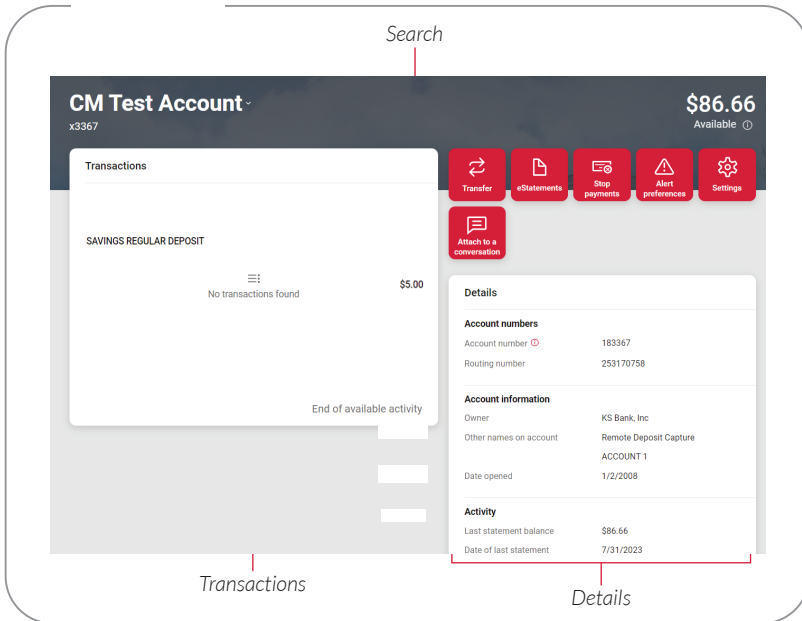 Search
CM Test Account
x3367
$86.66
Available
Transactions
SAVINGS REGULAR DEPOSIT
No transactions found
$5.00
End of available activity
Transfer
eStatements
Stop
payments
Alert
preferences
Settings
Attach to a
conversation
Details
Account numbers
Account number 183367
Routing number 253170758
Account information
Owner KS Bank, Inc
Other names on account Remote Deposit Capture
ACCOUNT 1
Date opened 1/2/2008
Activity
Last statement balance $86.66
Date of last statement 7/31/2023
Transactions
Details